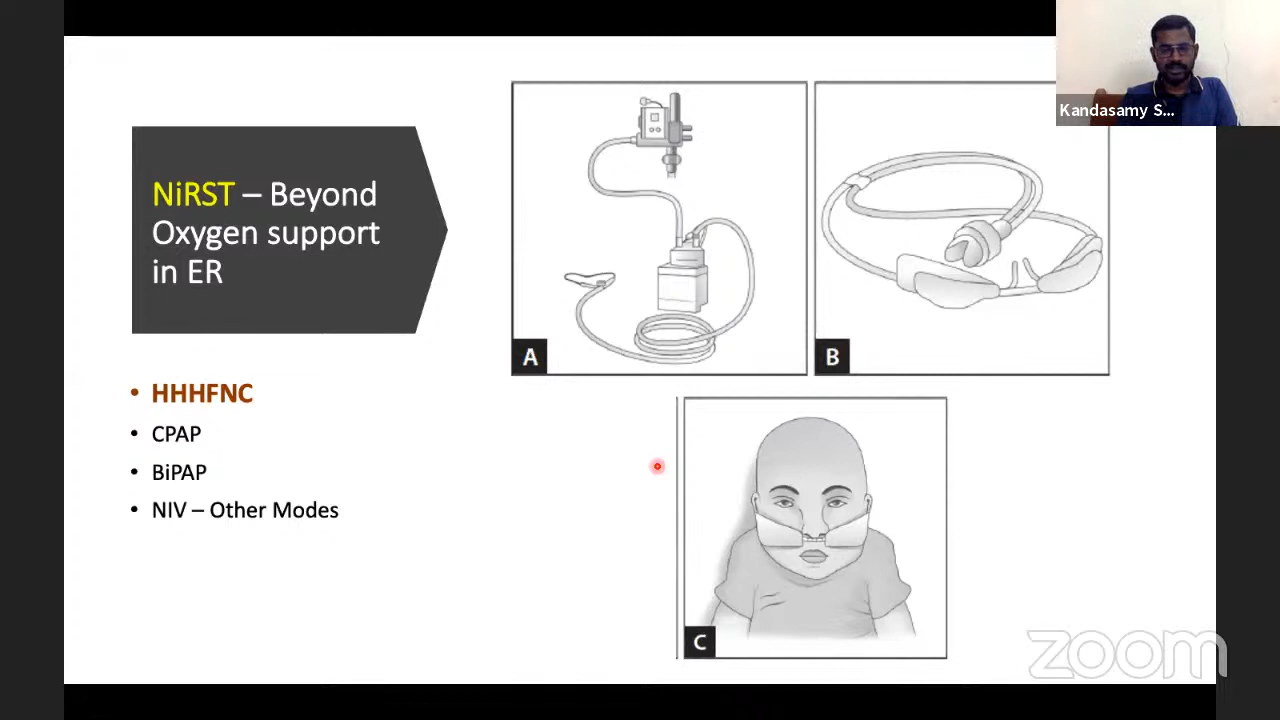 Kandasamy S...
NiRST – Beyond
Oxygen support
in ER
• HHHFNC
• CPAP
• BiPAP
• NIV – Other Modes
A
B
C
zoom